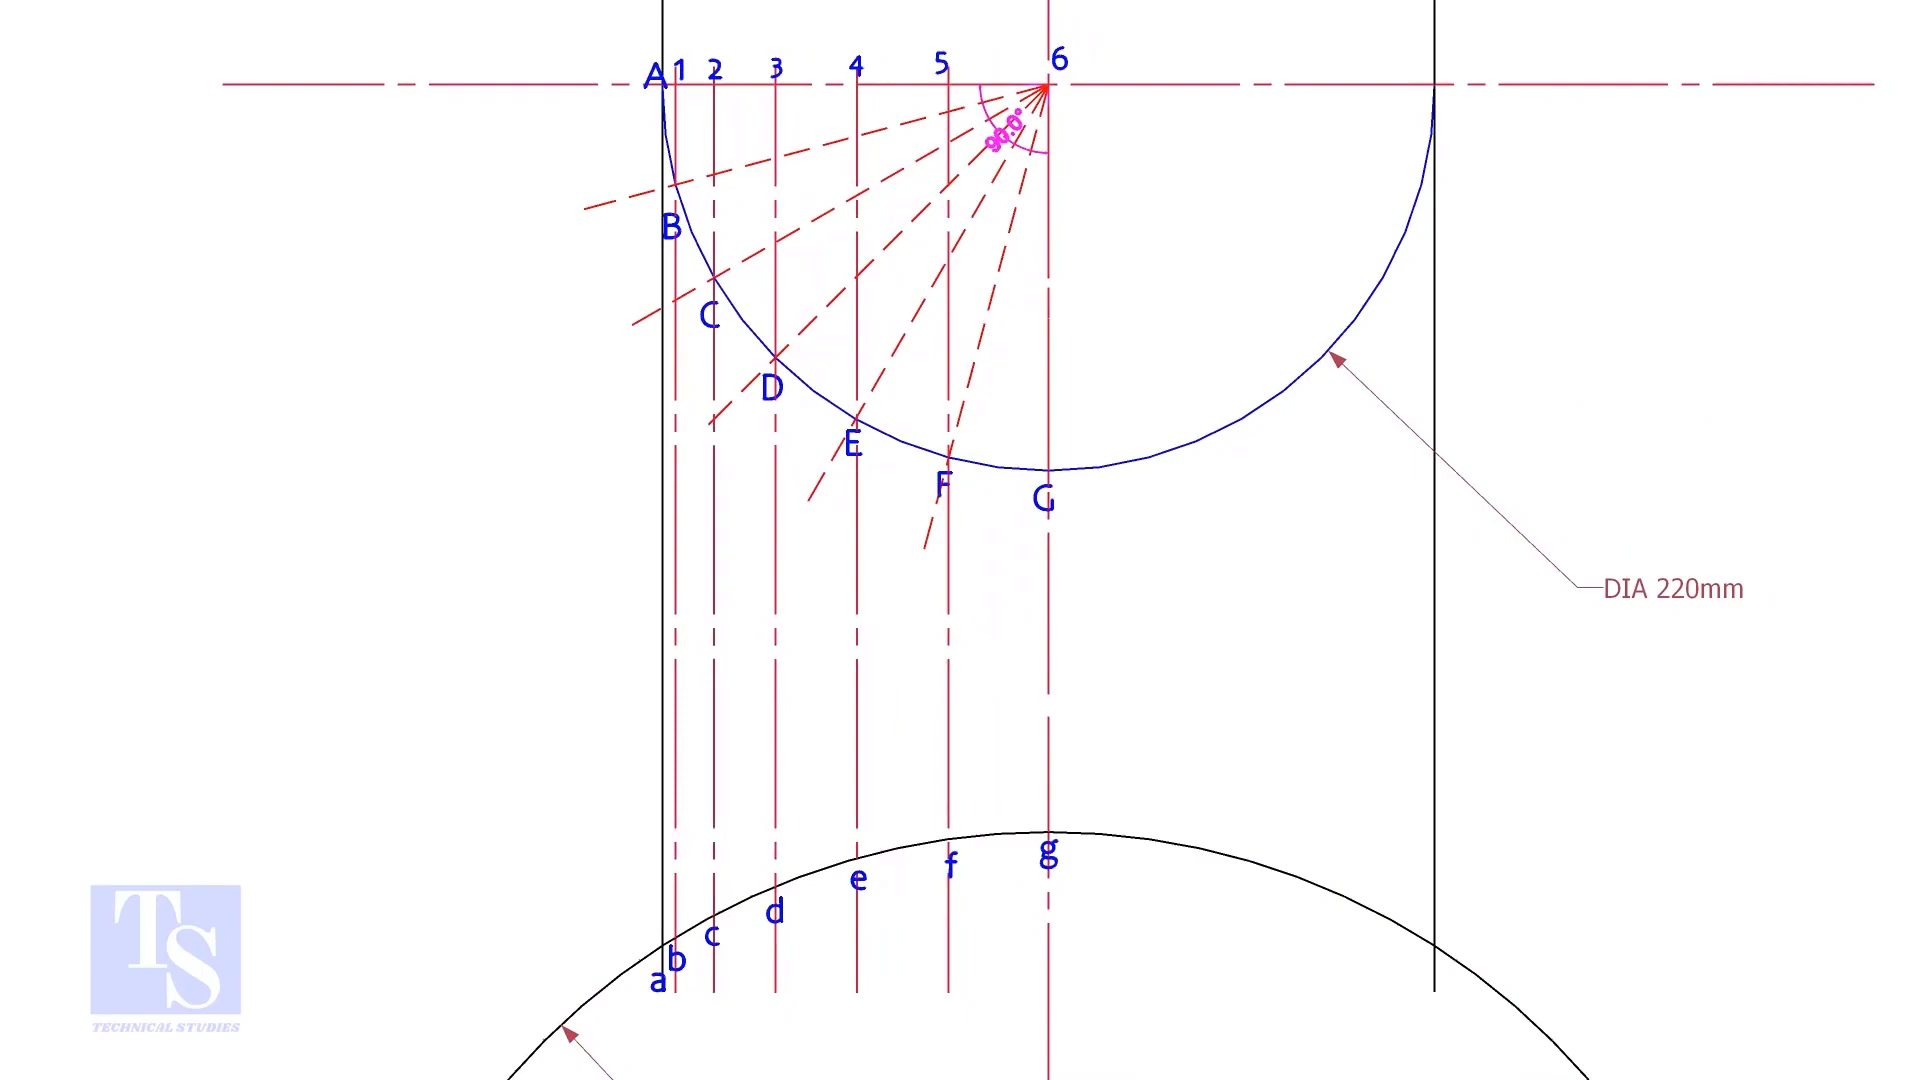 A 1 2 3 4 5 6
90.0°
B
C
D
E
F
G
DIA 220mm
a b c d e f g
TS
TECHNICAL STUDIES